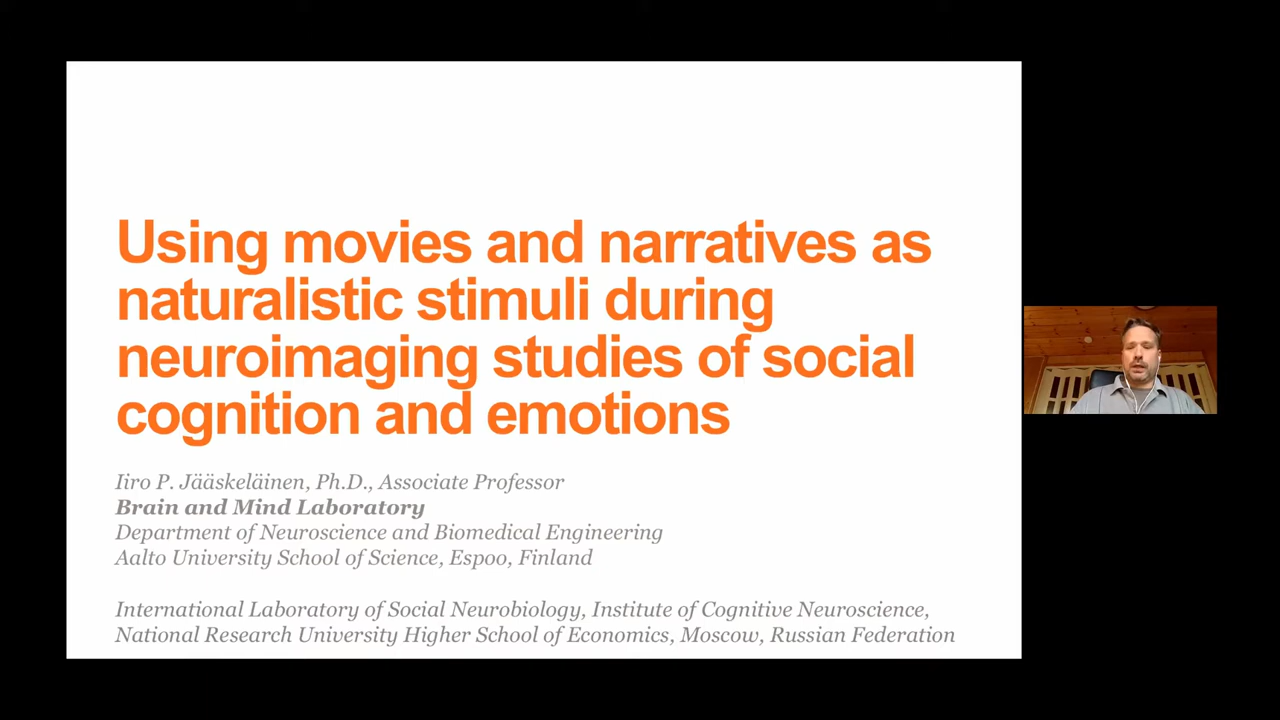 Using movies and narratives as
naturalistic stimuli during
neuroimaging studies of social
cognition and emotions
Iiro P. Jääskeläinen, Ph.D., Associate Professor
Brain and Mind Laboratory
Department of Neuroscience and Biomedical Engineering
Aalto University School of Science, Espoo, Finland
International Laboratory of Social Neurobiology, Institute of Cognitive Neuroscience,
National Research University Higher School of Economics, Moscow, Russian Federation